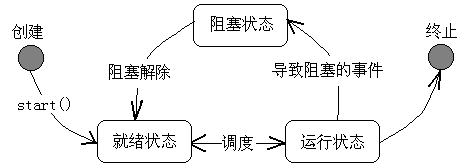 创建
阻塞状态
终止
阻塞解除
导致阻塞的事件
start()
就绪状态
调度
运行状态